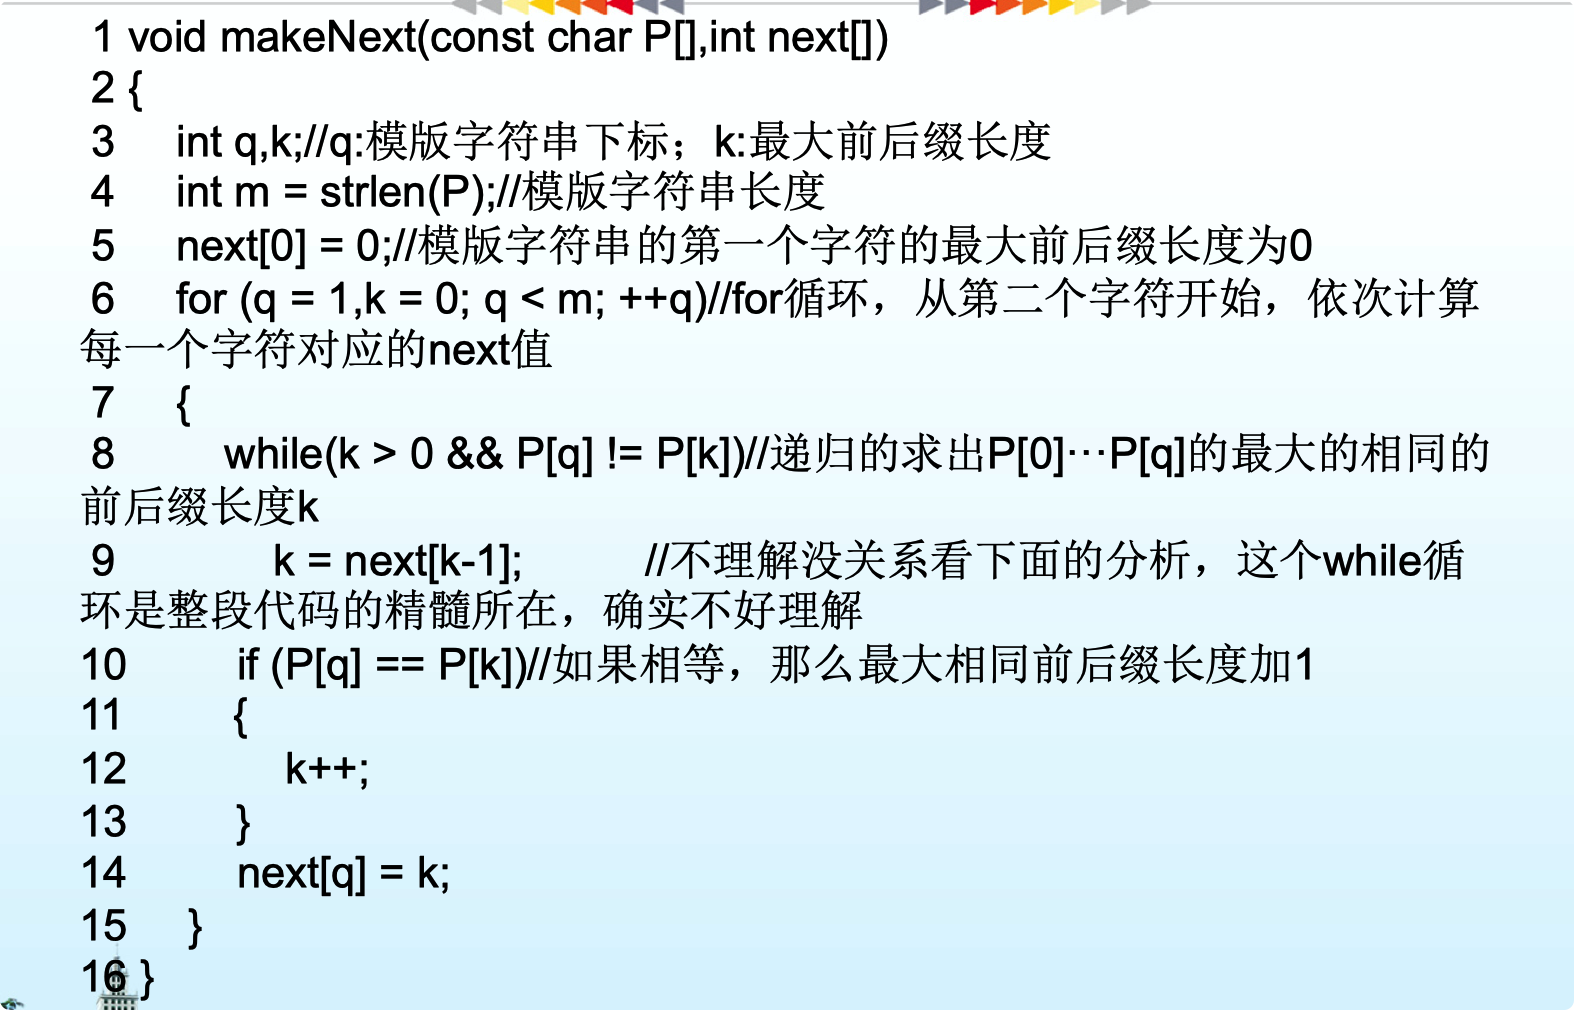 1 void makeNext(const char P[],int next[])
2 {
3 int q,k;//q:模版字符串下标；k:最大前后缀长度
4 int m = strlen(P);//模版字符串长度
5 next[0] = 0;//模版字符串的第一个字符的最大前后缀长度为0
6 for (q = 1,k = 0; q < m; ++q)//for循环，从第二个字符开始，依次计算
每一个字符对应的next值
7 {
8 while(k > 0 && P[q] != P[k])//递归的求出P[0]···P[q]的最大的相同的
前后缀长度k
9 k = next[k-1]; //不理解没关系看下面的分析，这个while循
环是整段代码的精髓所在，确实不好理解
10 if (P[q] == P[k])//如果相等，那么最大相同前后缀长度加1
11 {
12 k++;
13 }
14 next[q] = k;
15 }
16 }